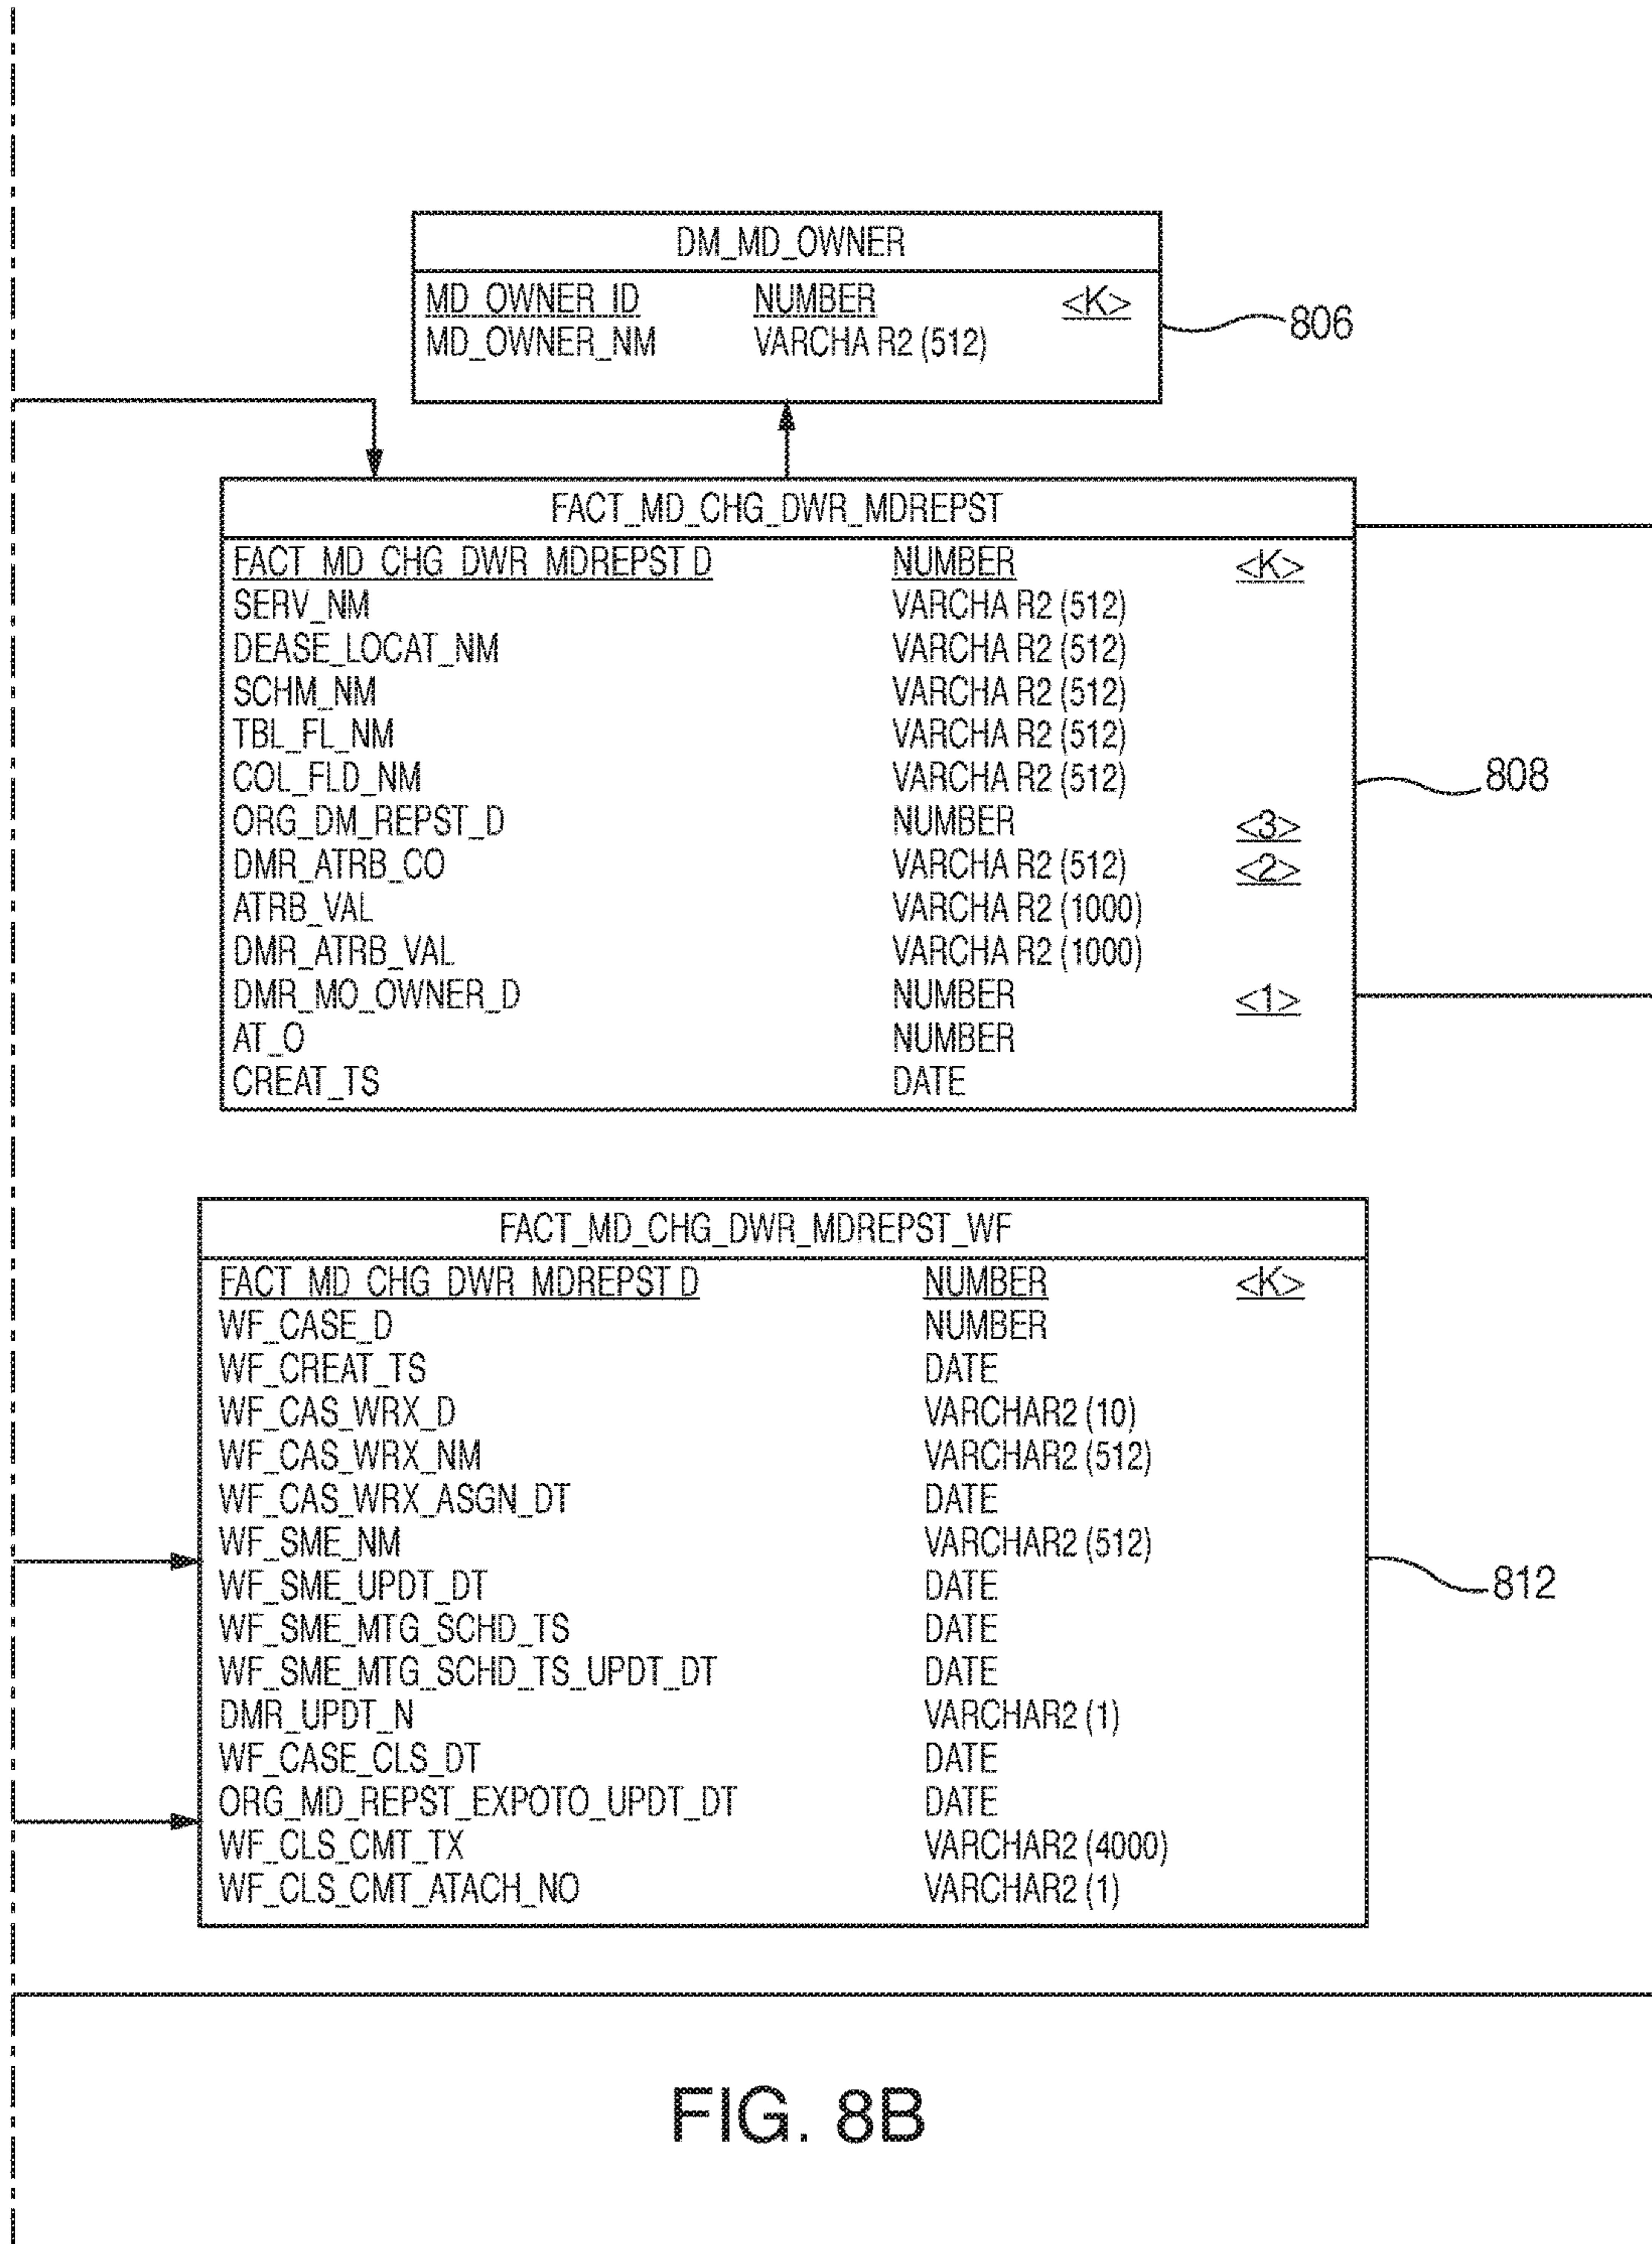 DM_MD_OWNER
MD_OWNER_ID NUMBER <K>
MD_OWNER_NM VARCHA R2 (512)
806
FACT_MD_CHG_DWR_MDREPST
FACT_MD_CHG_DWR_MDREPST D NUMBER <K>
SERV_NM VARCHA R2 (512)
DEASE_LOCAT_NM VARCHA R2 (512)
SCHM_NM VARCHA R2 (512)
TBL_FL_NM VARCHA R2 (512)
COL_FLD_NM VARCHA R2 (512)
808
ORG_DM_REPST_D NUMBER <3>
DMR_ATRB_CO VARCHA R2 (512) <2>
ATRB_VAL VARCHA R2 (1000)
DMR_ATRB_VAL VARCHA R2 (1000)
DMR_MO_OWNER_D NUMBER <1>
AT_O NUMBER
CREAT_TS DATE
FACT_MD_CHG_DWR_MDREPST_WF
FACT_MD_CHG_DWR_MDREPST D NUMBER <K>
WF_CASE_D NUMBER
WF_CREAT_TS DATE
WF_CAS_WRX_D VARCHAR2 (10)
WF_CAS_WRX_NM VARCHAR2 (512)
WF_CAS_WRX_ASGN_DT DATE
WF_SME_NM VARCHAR2 (512)
WF_SME_UPDT_DT DATE
812
WF_SME_MTG_SCHD_TS DATE
WF_SME_MTG_SCHD_TS_UPDT_DT DATE
DMR_UPDT_N VARCHAR2 (1)
WF_CASE_CLS_DT DATE
ORG_MD_REPST_EXPOTO_UPDT_DT DATE
WF_CLS_CMT_TX VARCHAR2 (4000)
WF_CLS_CMT_ATACH_NO VARCHAR2 (1)
FIG. 8B